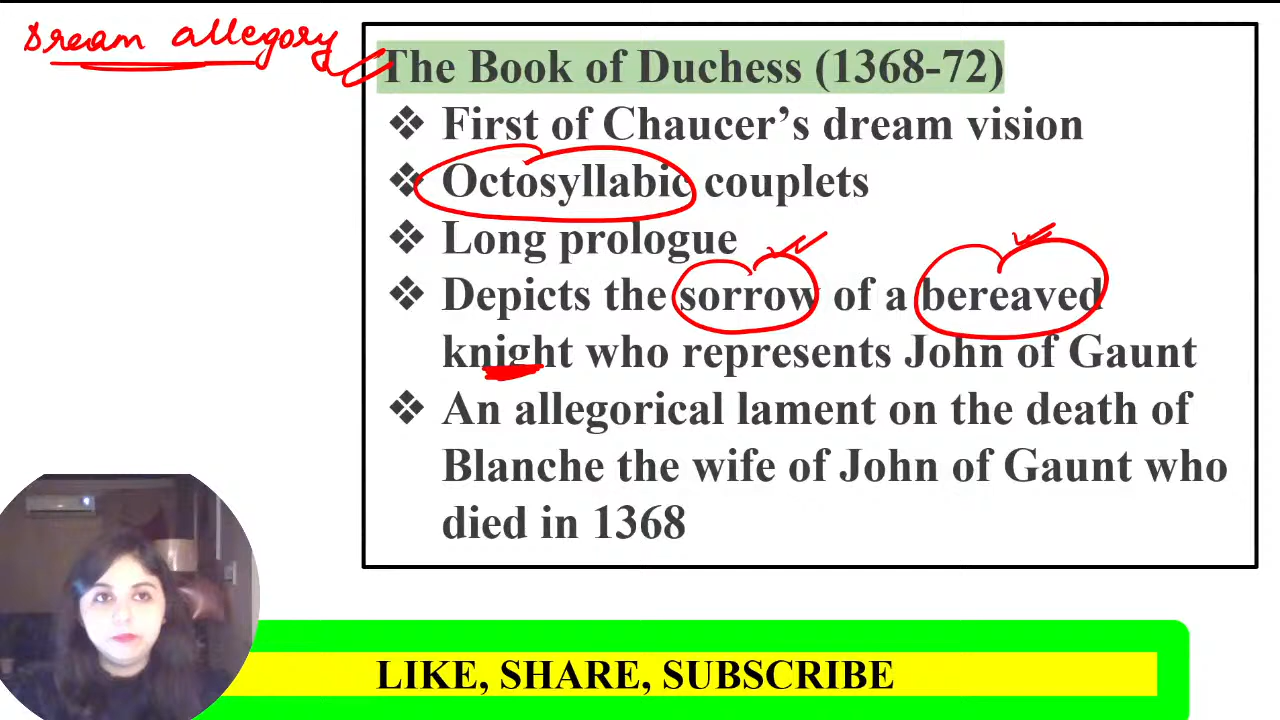 Dream allegory
The Book of Duchess (1368-72)
❖ First of Chaucer's dream vision
❖ Octosyllabic couplets
❖ Long prologue
❖ Depicts the sorrow of a bereaved
knight who represents John of Gaunt
❖ An allegorical lament on the death of
Blanche the wife of John of Gaunt who
died in 1368
LIKE, SHARE, SUBSCRIBE